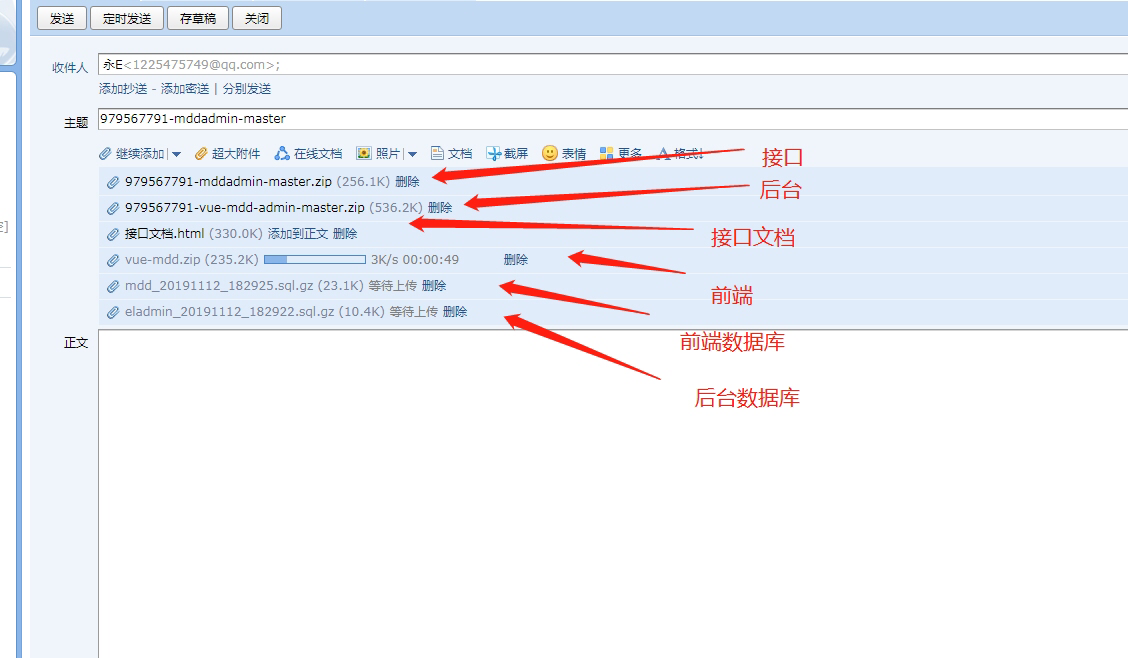 发送 定时发送 存草稿 关闭
收件人 永E<1225475749@qq.com>;
添加抄送 - 添加密送 | 分别发送
主题 979567791-mddadmin-master
继续添加 超大附件 在线文档 照片 文档 截屏 表情 更多 格式↓
979567791-mddadmin-master.zip (256.1K) 删除
接口
979567791-vue-mdd-admin-master.zip (536.2K) 删除
后台
接口文档.html (330.0K) 添加到正文 删除
接口文档
vue-mdd.zip (235.2K) 3K/s 00:00:49 删除
前端
mdd_20191112_182925.sql.gz (23.1K) 等待上传 删除
前端数据库
eladmin_20191112_182922.sql.gz (10.4K) 等待上传 删除
后台数据库
正文